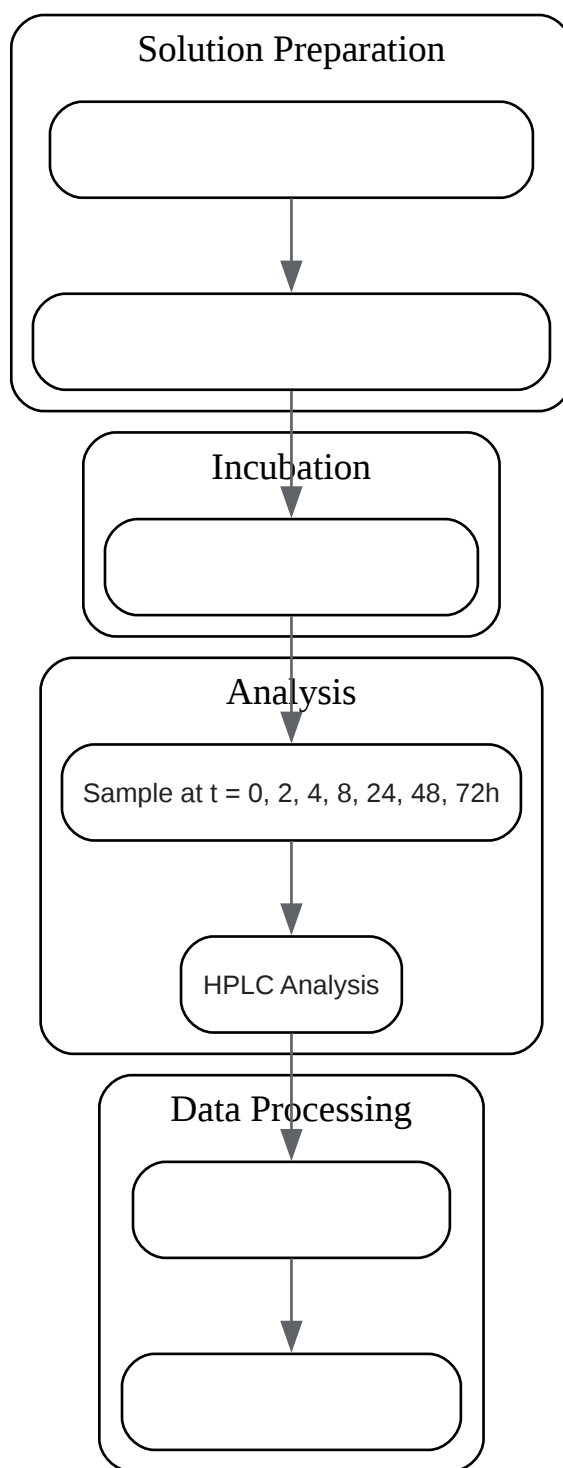 Solution Preparation
Incubation
Analysis
Sample at t = 0, 2, 4, 8, 24, 48, 72h
HPLC Analysis
Data Processing